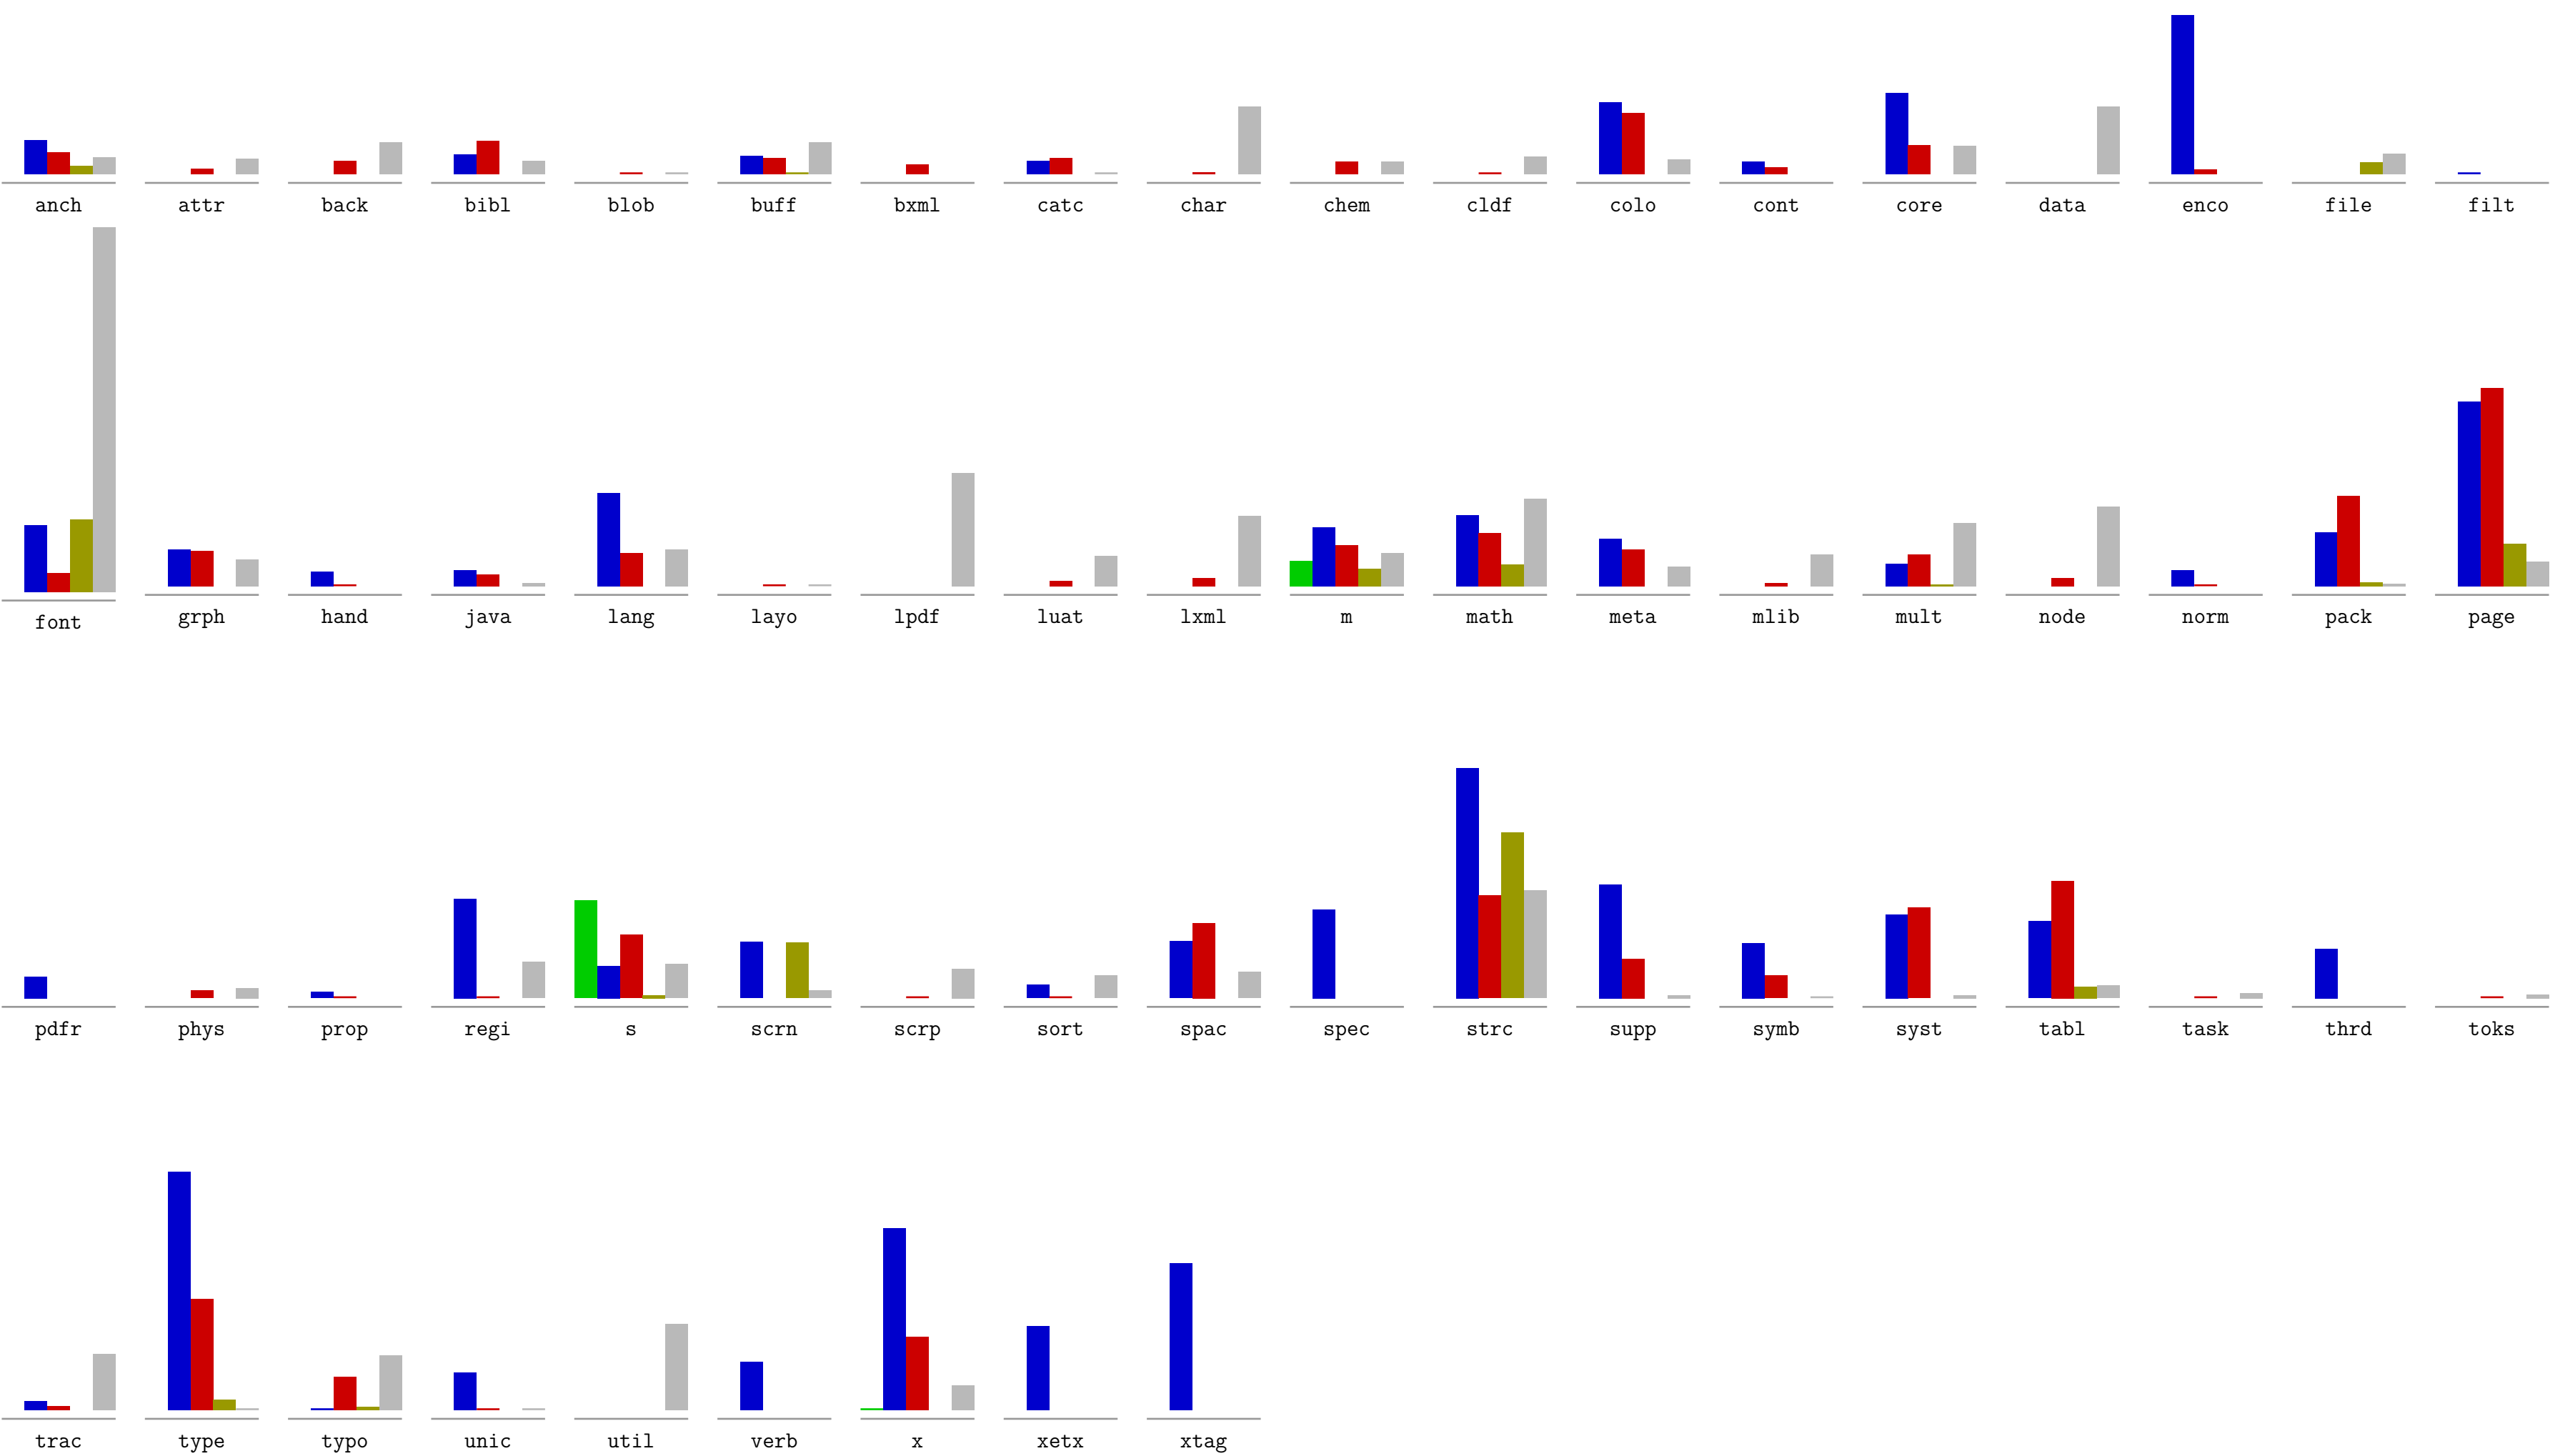 anch attr back bibl blob buff bxml catc char chem cldf colo cont core data enco file filt
font grph hand java lang layo lpdf luat lxml m math meta mlib mult node norm pack page
pdfr phys prop regi s scrn scrp sort spac spec strc supp symb syst tabl task thrd toks
trac type typo unic util verb x xetx xtag